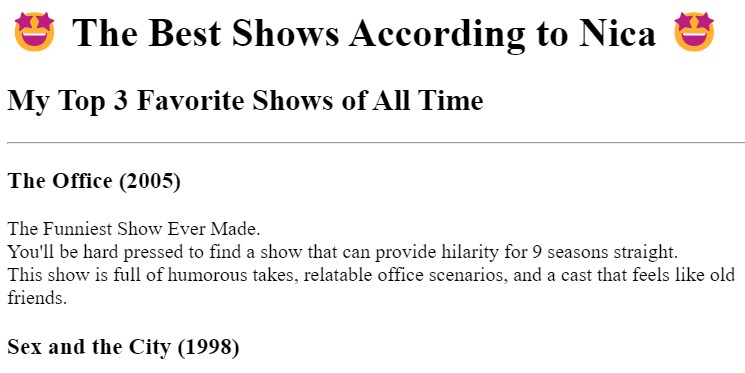 🤩 The Best Shows According to Nica 🤩
My Top 3 Favorite Shows of All Time
The Office (2005)
The Funniest Show Ever Made.
You'll be hard pressed to find a show that can provide hilarity for 9 seasons straight.
This show is full of humorous takes, relatable office scenarios, and a cast that feels like old
friends.
Sex and the City (1998)